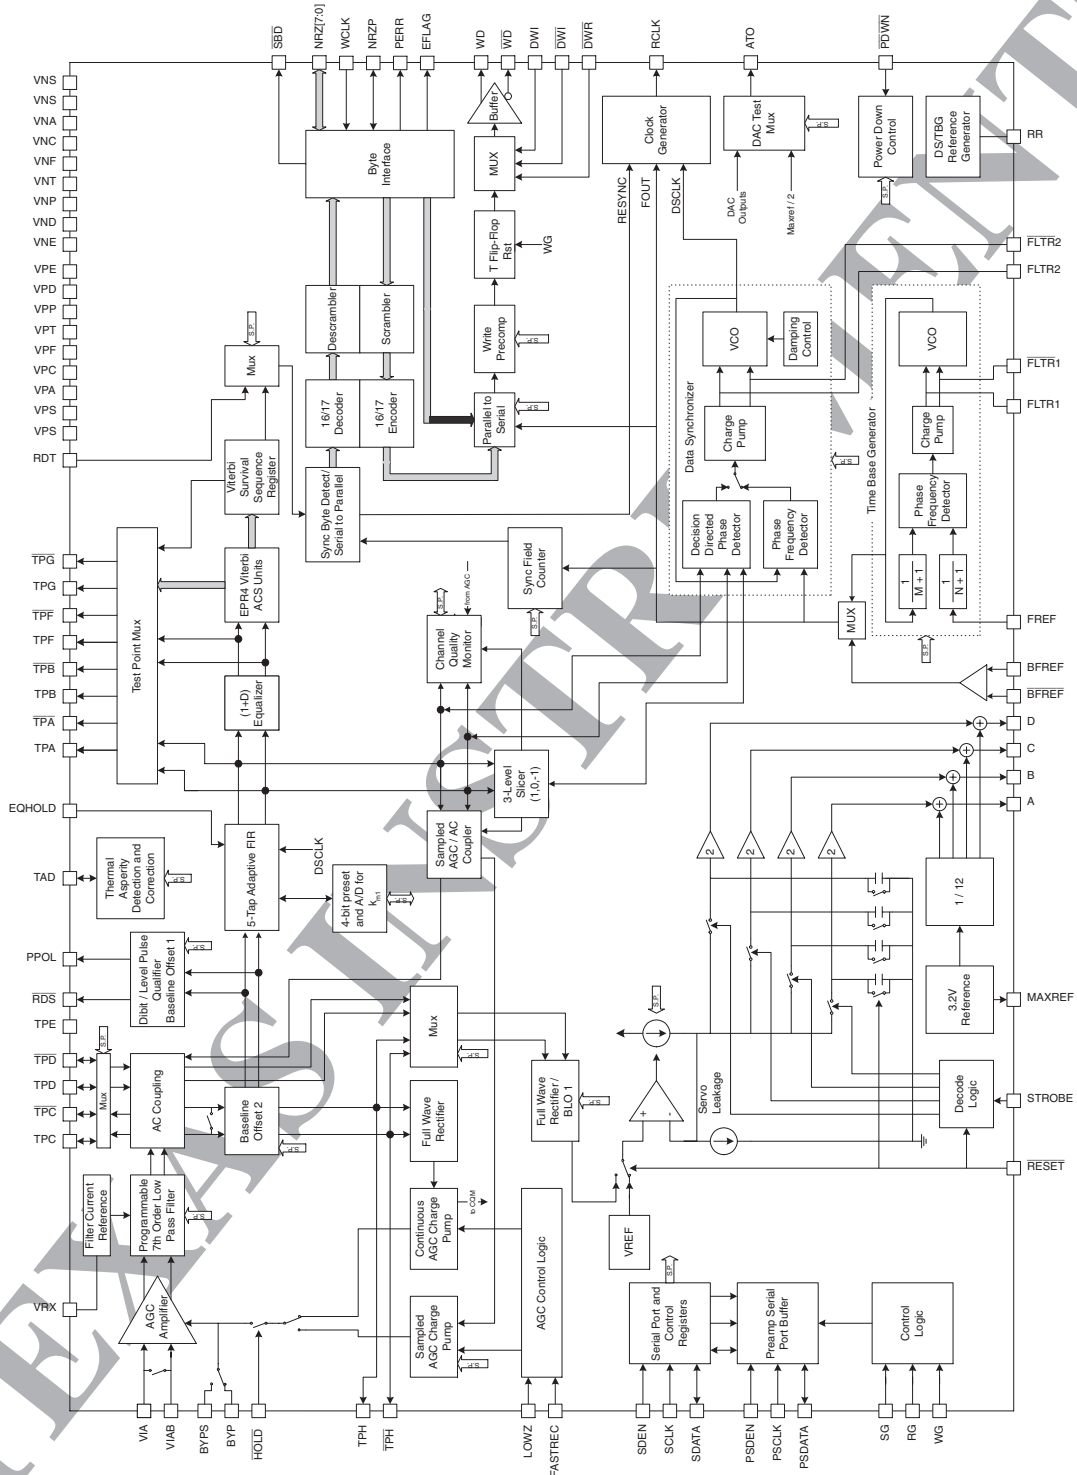 SBD
NRZ[7:0]
WCLK
NRZP
PERR
EFLAG
WD
WD
DWI
DWI
DWR
RCLK
ATO
PDWN
VNS
VNS
VNA
VNC
VNF
VNT
VNP
VND
VNE
VPE
VPD
VPP
VPT
VPF
VPC
VPA
VPS
VPS
RDT
TPG
TPG
TPF
TPF
TPB
TPB
TPA
TPA
EQHOLD
TAD
PPOL
RDS
TPE
TPD
TPD
TPC
TPC
VRX
RR
FLTR2
FLTR2
FLTR1
FLTR1
FREF
BFREF
BFREF
D
C
B
A
MAXREF
STROBE
RESET
VIA
VIAB
BYPS
BYP
HOLD
TPH
TPH
LOWZ
FASTREC
SDEN
SCLK
SDATA
PSDEN
PSCLK
PSDATA
SG
RG
WG
Byte
Interface
Buffer
MUX
T Flip-Flop
Rst
WG
Write
Precomp
S.P.
Parallel to
Serial
S.P.
Descrambler
Scrambler
16/17
Decoder
16/17
Encoder
Sync Byte Detect/
Serial to Parallel
Mux
S.P.
Viterbi
Survival
Sequence
Register
EPR4 Viterbi
ACS Units
(1+D)
Equalizer
Test Point Mux
Clock
Generator
RESYNC
FOUT
DSCLK
DAC Test
Mux
S.P.
DAC
Outputs
Maxref / 2
Power Down
Control
S.P.
DS/TBG
Reference
Generator
Data Synchronizer
VCO
Damping
Control
Charge
Pump
Decision
Directed
Phase
Detector
Phase
Frequency
Detector
S.P.
Time Base Generator
VCO
Charge
Pump
Phase
Frequency
Detector
1
M + 1
1
N + 1
S.P.
MUX
Sync Field
Counter
S.P.
Channel
Quality
Monitor
S.P.
from AGC
3-Level
Slicer
(1,0,-1)
Sampled
AGC / AC
Coupler
5-Tap Adaptive FIR
DSCLK
4-bit preset
and A/D for
km1
S.P.
Thermal
Asperity
Detection and
Correction
S.P.
Dibit / Level Pulse
Qualifier
Baseline Offset 1
S.P.
Mux
S.P.
AC Coupling
Baseline
Offset 2
S.P.
Filter Current
Reference
Programmable
7th Order Low
Pass Filter
S.P.
AGC
Amplifier
Mux
S.P.
Full Wave
Rectifier
Continuous
AGC Charge
Pump
to CQM
Sampled
AGC Charge
Pump
S.P.
AGC Control Logic
Full Wave
Rectifier /
BLO 1
S.P.
VREF
+
-
S.P.
Servo
Leakage
2
2
2
2
+
+
+
+
1 / 12
3.2V
Reference
Decode
Logic
Serial Port and
Control
Registers
S.P.
Preamp Serial
Port Buffer
Control
Logic
TEXAS INSTRUMENTS